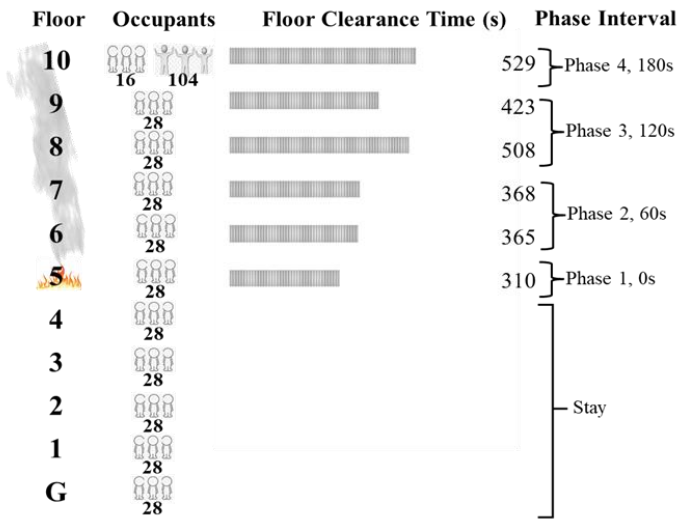 Floor Occupants Floor Clearance Time (s) Phase Interval
10 16 104 529 Phase 4, 180s
9 28 423
Phase 3, 120s
8 28 508
7 28 368
Phase 2, 60s
6 28 365
5 28 310 Phase 1, 0s
4 28
3 28
2 28
Stay
1 28
G 28